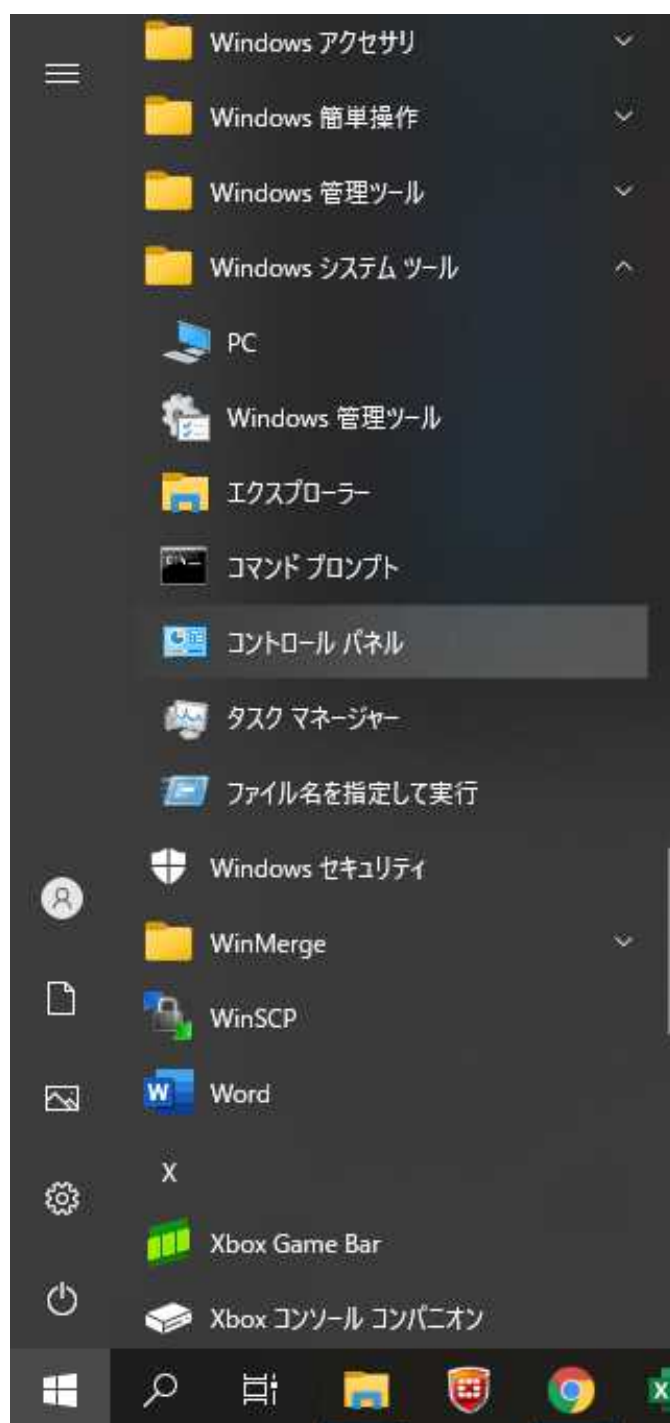 Windows アクセサリ
Windows 簡単操作
Windows 管理ツール
Windows システム ツール
PC
Windows 管理ツール
エクスプローラー
コマンド プロンプト
コントロール パネル
タスク マネージャー
ファイル名を指定して実行
Windows セキュリティ
WinMerge
WinSCP
Word
X
Xbox Game Bar
Xbox コンソール コンパニオン